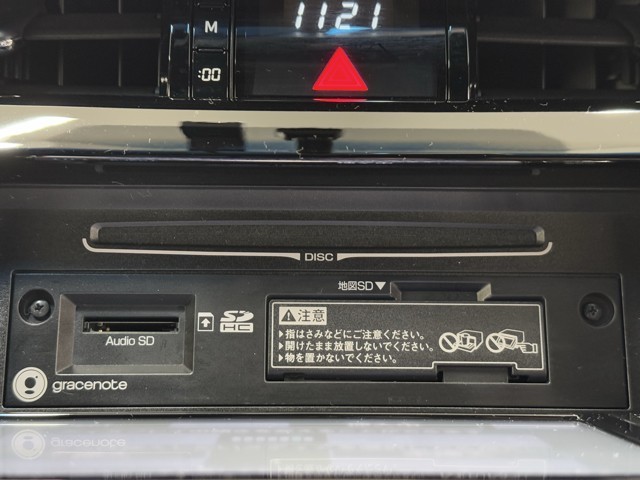 1121
M
:00
DISC
地図SD▼
⚠注意
▶指はさみなどにご注意ください。
▶開けたまま放置しないでください。
▶物を置かないでください。
Audio SD
SD
HC
gracenote